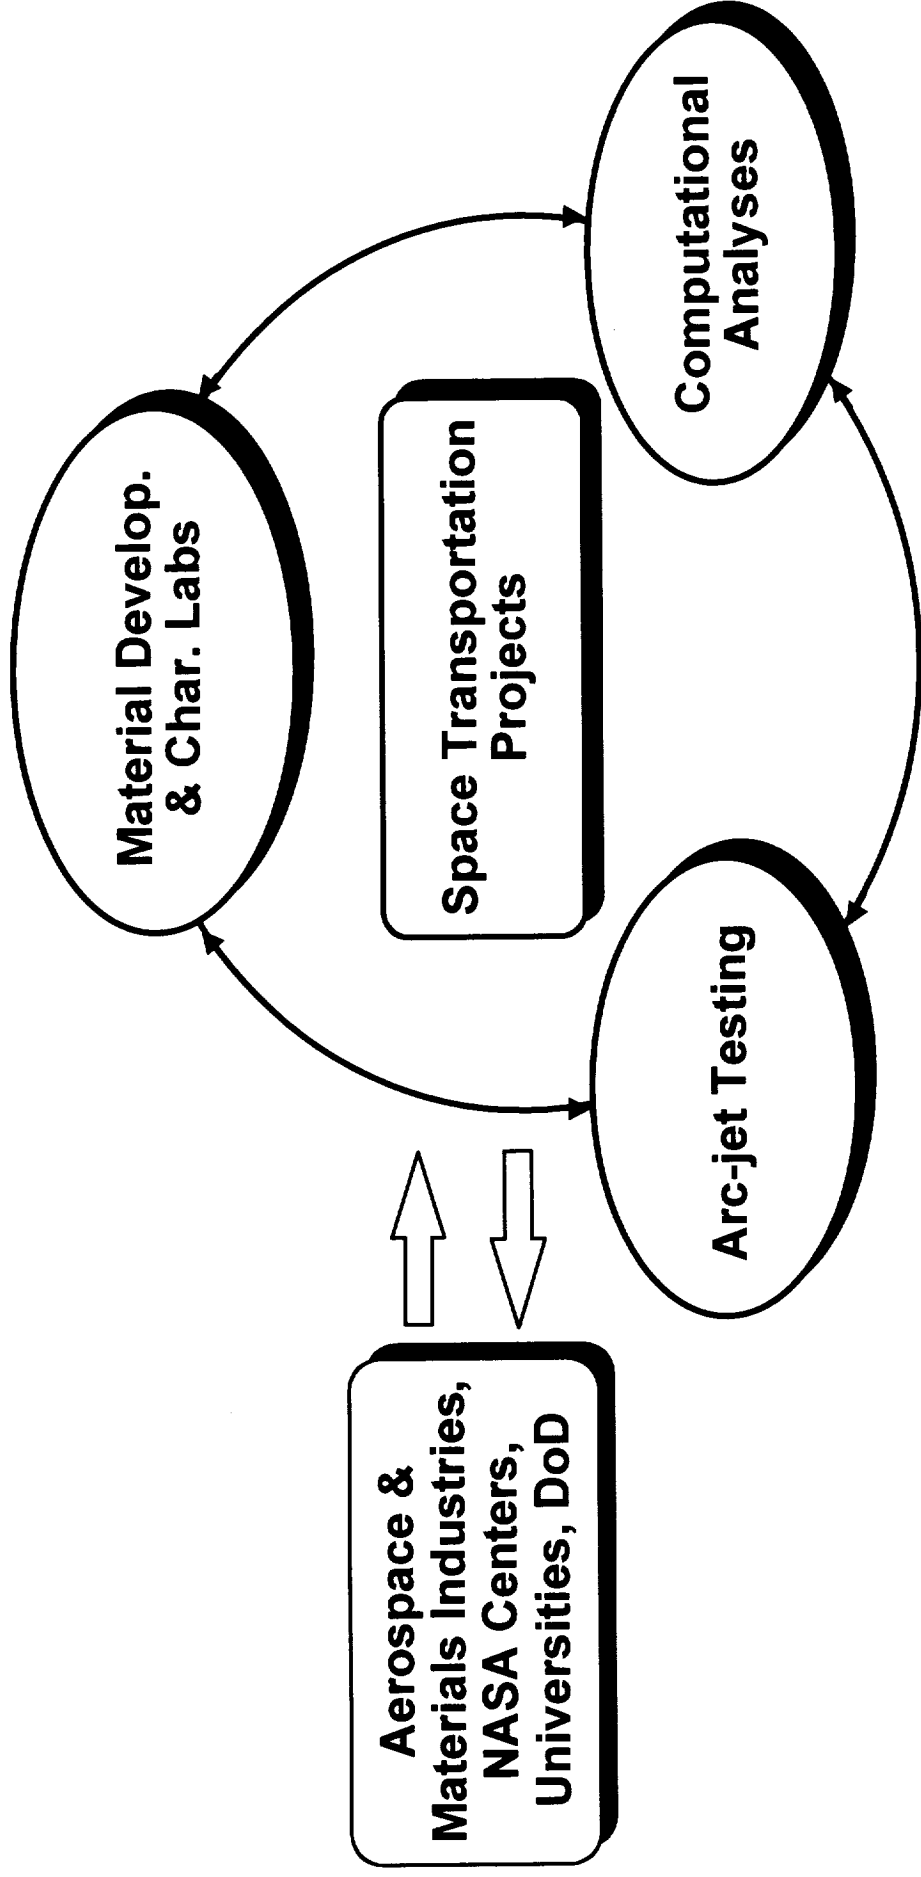 Material Develop.
& Char. Labs
Aerospace &
Materials Industries,
NASA Centers,
Universities, DoD
Space Transportation
Projects
Arc-jet Testing
Computational
Analyses